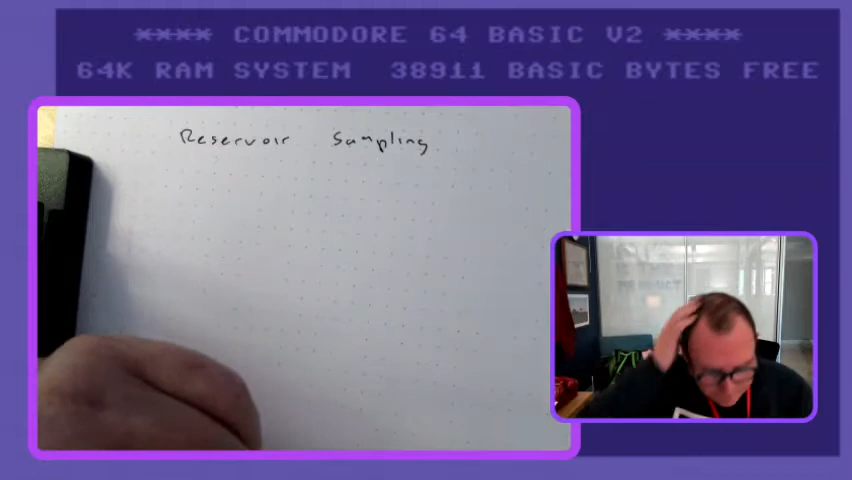 **** COMMODORE 64 BASIC V2 ****
64K RAM SYSTEM 38911 BASIC BYTES FREE
Reservoir Sampling